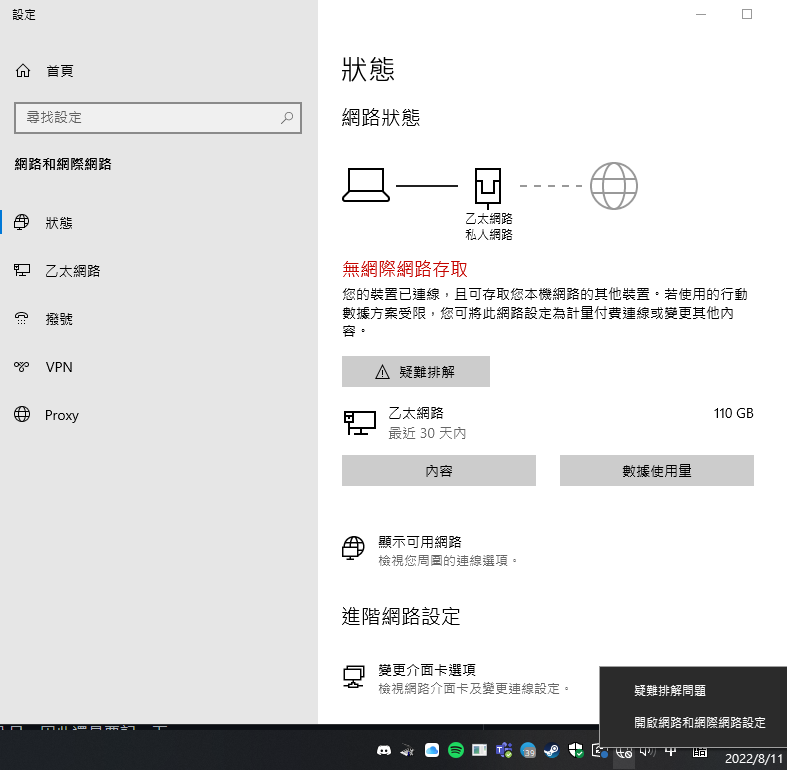 設定
首頁
尋找設定
網路和網際網路
狀態
乙太網路
撥號
VPN
Proxy
狀態
網路狀態
乙太網路
私人網路
無網際網路存取
您的裝置已連線，且可存取您本機網路的其他裝置。若使用的行動
數據方案受限，您可將此網路設定為計量付費連線或變更其他內
容。
疑難排解
乙太網路
110 GB
最近 30 天內
內容
數據使用量
顯示可用網路
檢視您周圍的連線選項。
進階網路設定
變更介面卡選項
檢視網路介面卡及變更連線設定。
疑難排解問題
開啟網路和網際網路設定
39
中
2022/8/11